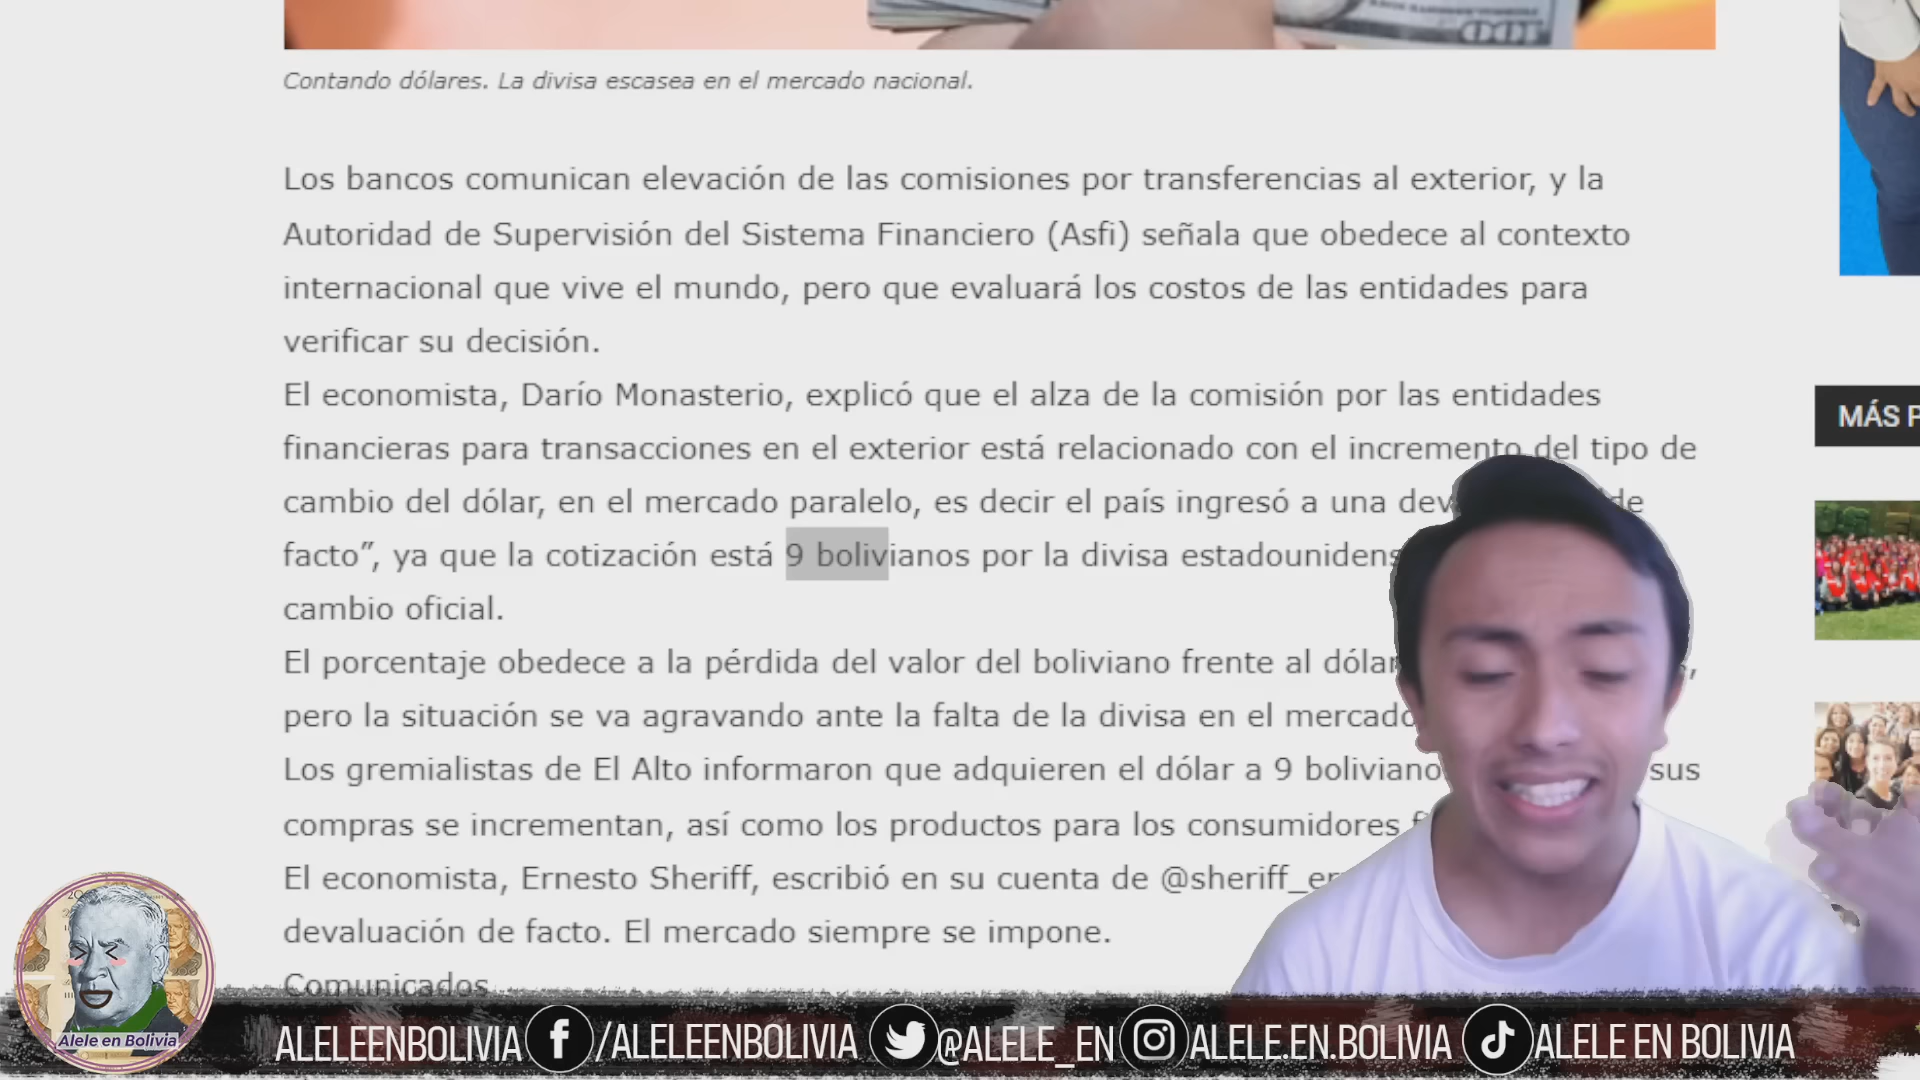 Contando dólares. La divisa escasea en el mercado nacional.
Los bancos comunican elevación de las comisiones por transferencias al exterior, y la
Autoridad de Supervisión del Sistema Financiero (Asfi) señala que obedece al contexto
internacional que vive el mundo, pero que evaluará los costos de las entidades para
verificar su decisión.
El economista, Darío Monasterio, explicó que el alza de la comisión por las entidades
financieras para transacciones en el exterior está relacionado con el incremento del tipo de
cambio del dólar, en el mercado paralelo, es decir el país ingresó a una
facto”, ya que la cotización está 9 bolivianos por la divisa
cambio oficial.
El porcentaje obedece a la pérdida del valor del boliviano frente al
pero la situación se va agravando ante la falta de la divisa en el mercado
Los gremialistas de El Alto informaron que adquieren el dólar a 9 sus
compras se incrementan, así como los productos para los consumidores
El economista, Ernesto Sheriff, escribió en su cuenta de
devaluación de facto. El mercado siempre se impone.
Comunicados
MÁS
100
Alele en Bolivia
ALELEENBOLIVIA /ALELEENBOLIVIA @ALELE_EN ALELE.EN.BOLIVIA ALELE EN BOLIVIA